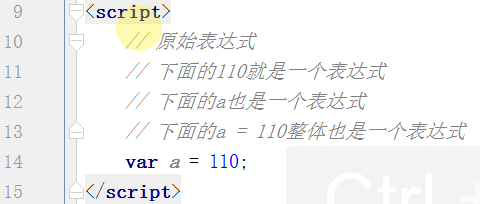 9 <script>
10 // 原始表达式
11 // 下面的110就是一个表达式
12 // 下面的a也是一个表达式
13 // 下面的a = 110整体也是一个表达式
14 var a = 110;
15 </script>
Ctrl +